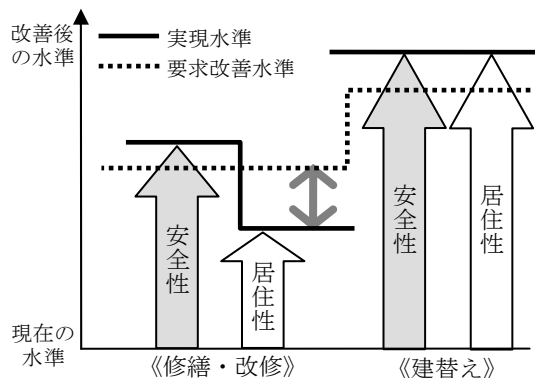 改善後
の水準
実現水準
要求改善水準
安全性
居住性
安全性
居住性
現在の
水準
《修繕・改修》
《建替え》